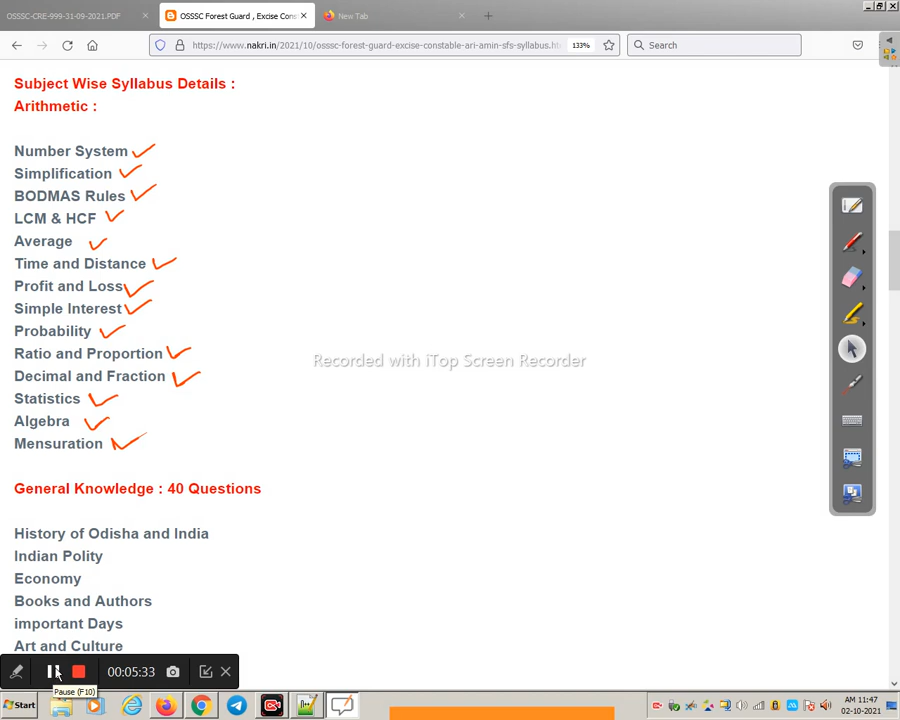 OSSSC-CRE-999-31-09-2021.PDF
OSSSC Forest Guard , Excise Cons
New Tab
https://www.nakri.in/2021/10/osssc-forest-guard-excise-constable-ari-amin-sfs-syllabus.ht
133%
Search
Subject Wise Syllabus Details :
Arithmetic :
Number System
Simplification
BODMAS Rules
LCM & HCF
Average
Time and Distance
Profit and Loss
Simple Interest
Probability
Ratio and Proportion
Recorded with iTop Screen Recorder
Decimal and Fraction
Statistics
Algebra
Mensuration
General Knowledge : 40 Questions
History of Odisha and India
Indian Polity
Economy
Books and Authors
important Days
Art and Culture
00:05:33
Pause (F10)
Start
AM 11:47
02-10-2021